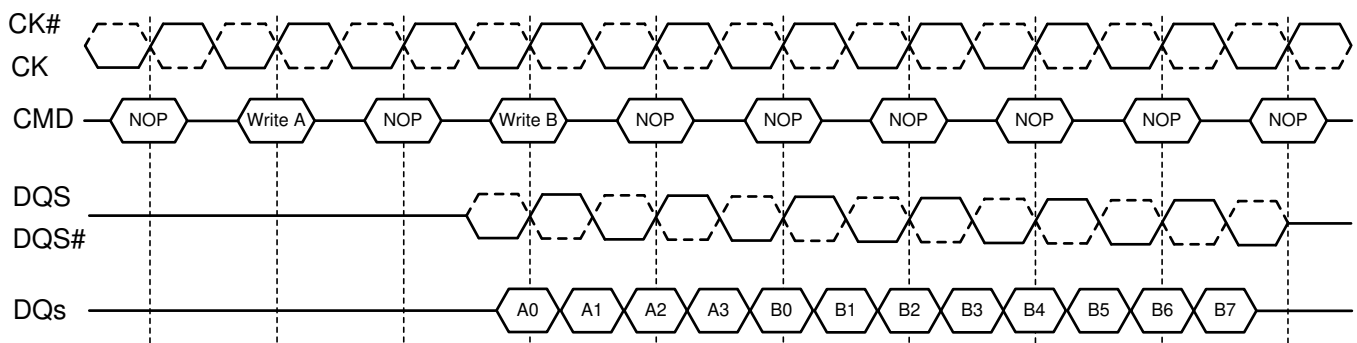 CK#
CK
CMD NOP Write A NOP Write B NOP NOP NOP NOP NOP NOP
DQS
DQS#
DQs A0 A1 A2 A3 B0 B1 B2 B3 B4 B5 B6 B7